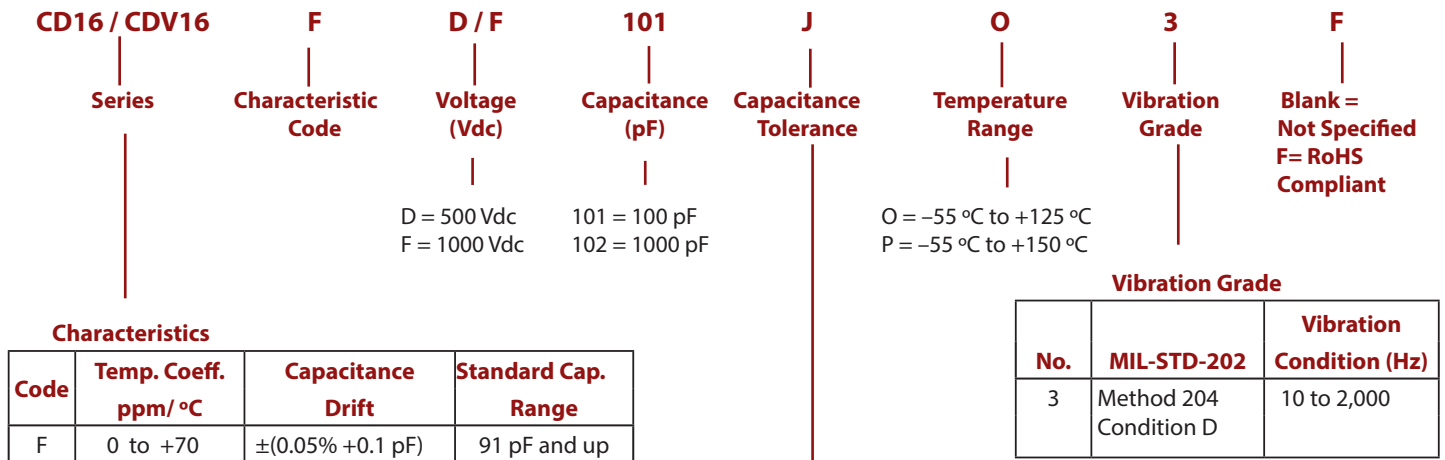 CD16 / CDV16 F D / F 101 J O 3 F
Series Characteristic Code Voltage (Vdc) Capacitance (pF) Capacitance Tolerance Temperature Range Vibration Grade Blank = Not Specified F= RoHS Compliant
D = 500 Vdc 101 = 100 pF O = –55 ºC to +125 ºC
F = 1000 Vdc 102 = 1000 pF P = –55 ºC to +150 ºC
Vibration Grade
No. MIL-STD-202 Vibration Condition (Hz)
3 Method 204 Condition D 10 to 2,000
Characteristics
Code Temp. Coeff. ppm/ ºC Capacitance Drift Standard Cap. Range
F 0 to +70 ±(0.05% +0.1 pF) 91 pF and up